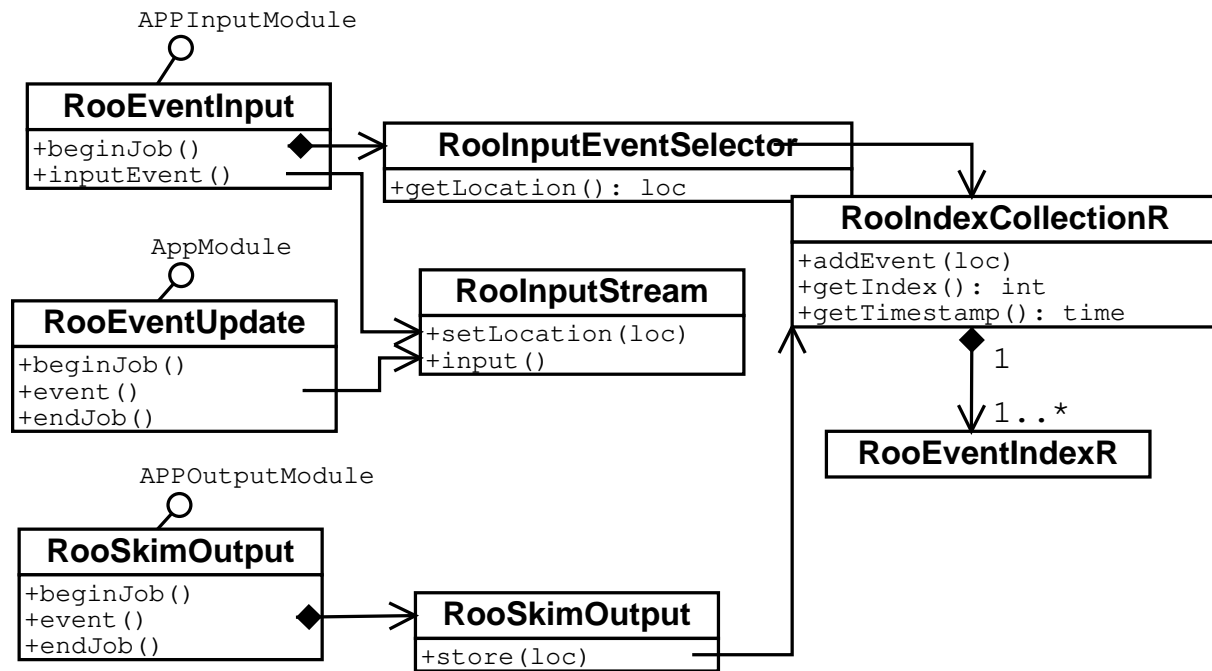 APPInputModule
RooEventInput
+beginJob()
+inputEvent()
RooInputEventSelector
+getLocation(): loc
RooIndexCollectionR
+addEvent(loc)
+getIndex(): int
+getTimestamp(): time
AppModule
RooEventUpdate
+beginJob()
+event()
+endJob()
RooInputStream
+setLocation(loc)
+input()
1
1..*
RooEventIndexR
APPOutputModule
RooSkimOutput
+beginJob()
+event()
+endJob()
RooSkimOutput
+store(loc)